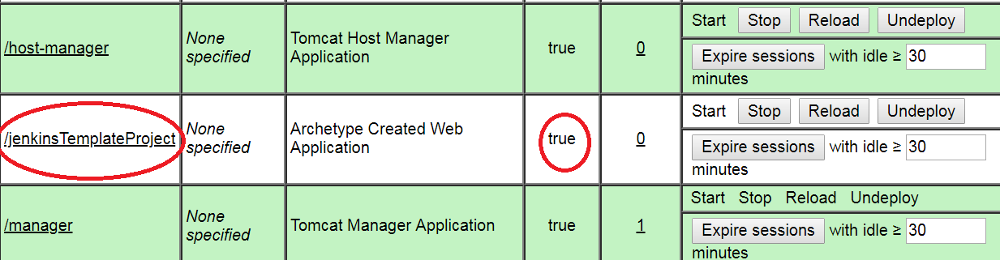 /host-manager
None
specified
Tomcat Host Manager
Application
true
0
Start Stop Reload Undeploy
Expire sessions with idle ≥ 30
minutes
/jenkinsTemplateProject
None
specified
Archetype Created Web
Application
true
0
Start Stop Reload Undeploy
Expire sessions with idle ≥ 30
minutes
/manager
None
specified
Tomcat Manager Application
true
1
Start Stop Reload Undeploy
Expire sessions with idle ≥ 30
minutes